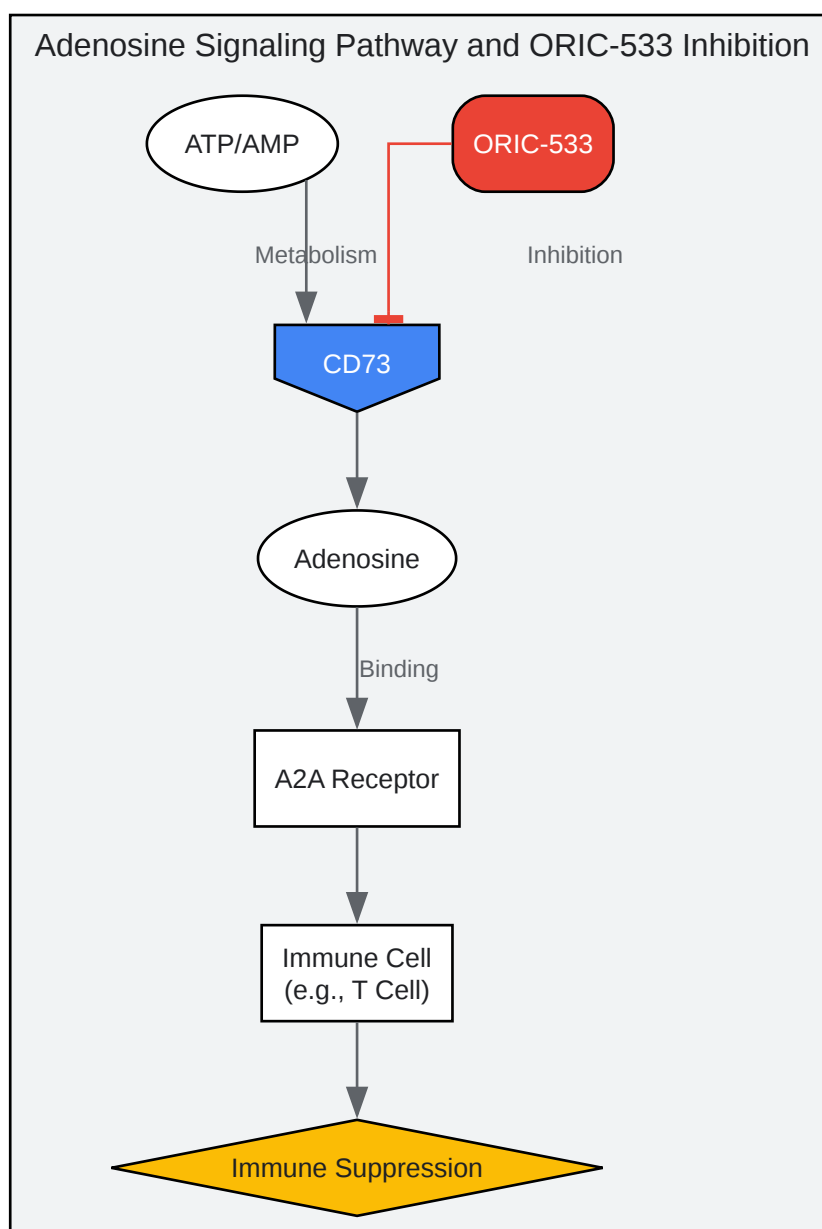 Adenosine Signaling Pathway and ORIC-533 Inhibition
ATP/AMP
ORIC-533
Metabolism
Inhibition
CD73
Adenosine
Binding
A2A Receptor
Immune Cell
(e.g., T Cell)
Immune Suppression